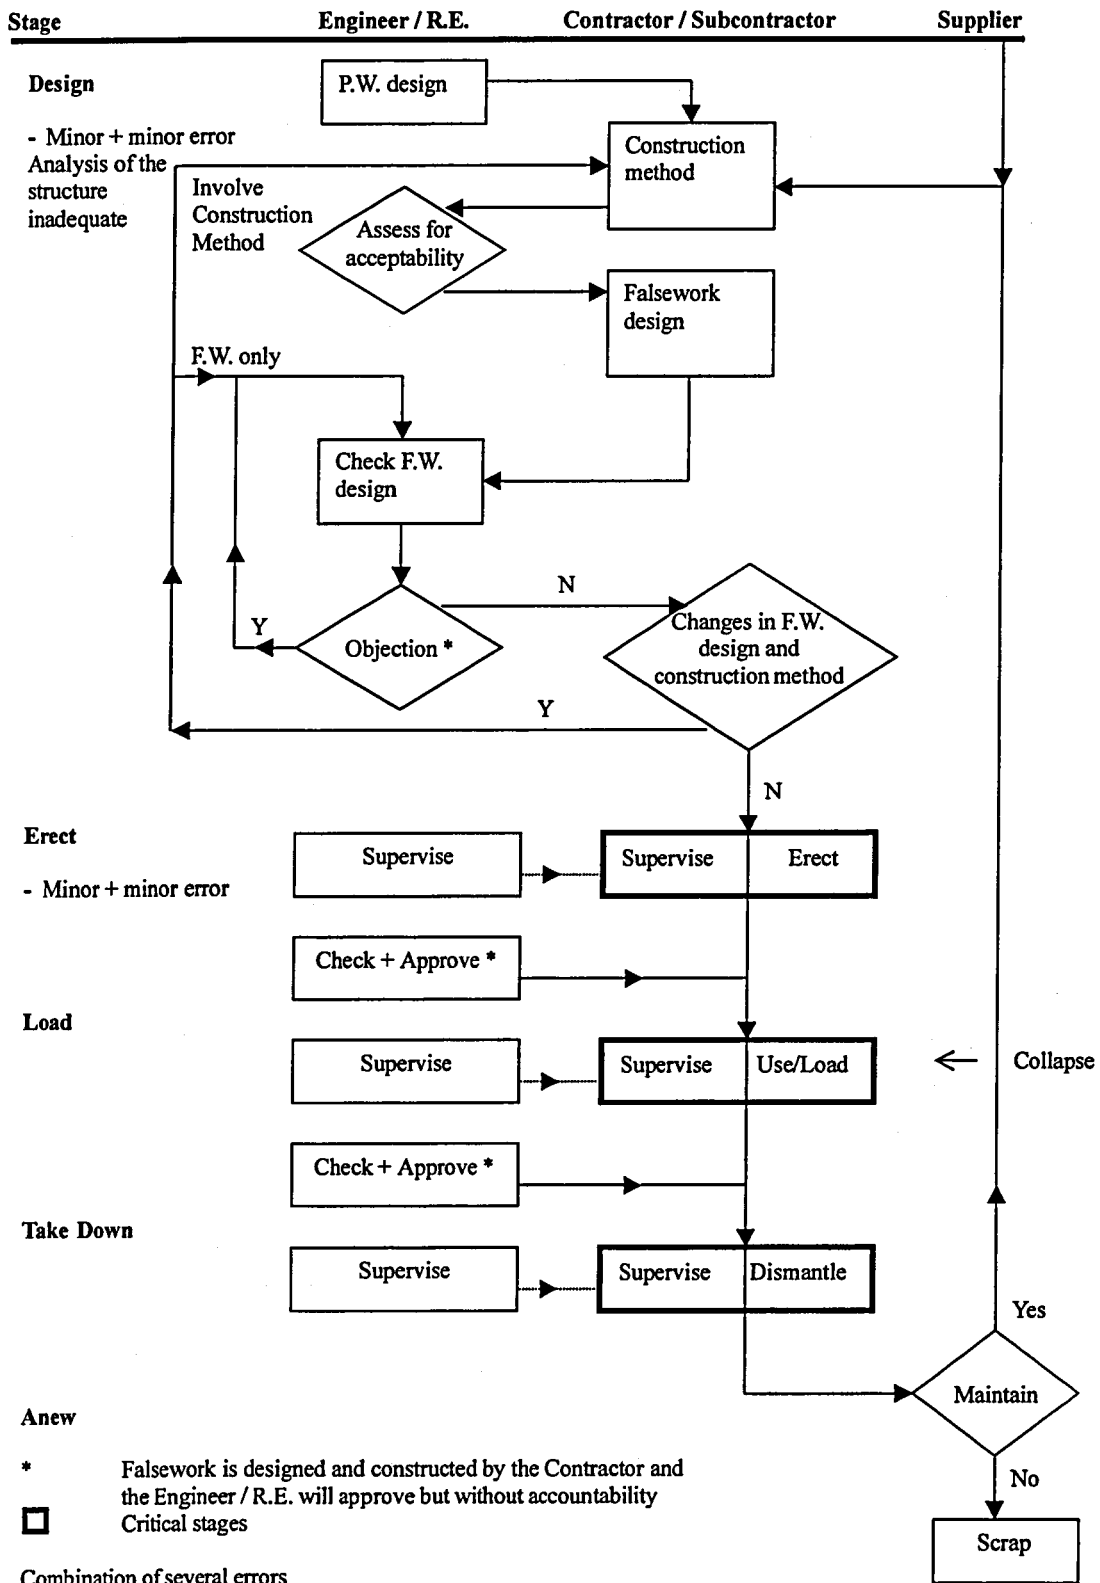 Stage Engineer / R.E. Contractor / Subcontractor Supplier
Design
P.W. design
- Minor + minor error
Analysis of the
structure
inadequate
Construction
method
Involve
Construction
Method
Assess for
acceptability
Falsework
design
F.W. only
Check F.W.
design
N
Y
Objection *
Changes in F.W.
design and
construction method
Y
N
Erect
Supervise
Supervise Erect
- Minor + minor error
Check + Approve *
Load
Supervise
Supervise Use/Load
Collapse
Check + Approve *
Take Down
Supervise
Supervise Dismantle
Yes
Maintain
Anew
* Falsework is designed and constructed by the Contractor and
the Engineer / R.E. will approve but without accountability
Critical stages
No
Scrap
Combination of several errors